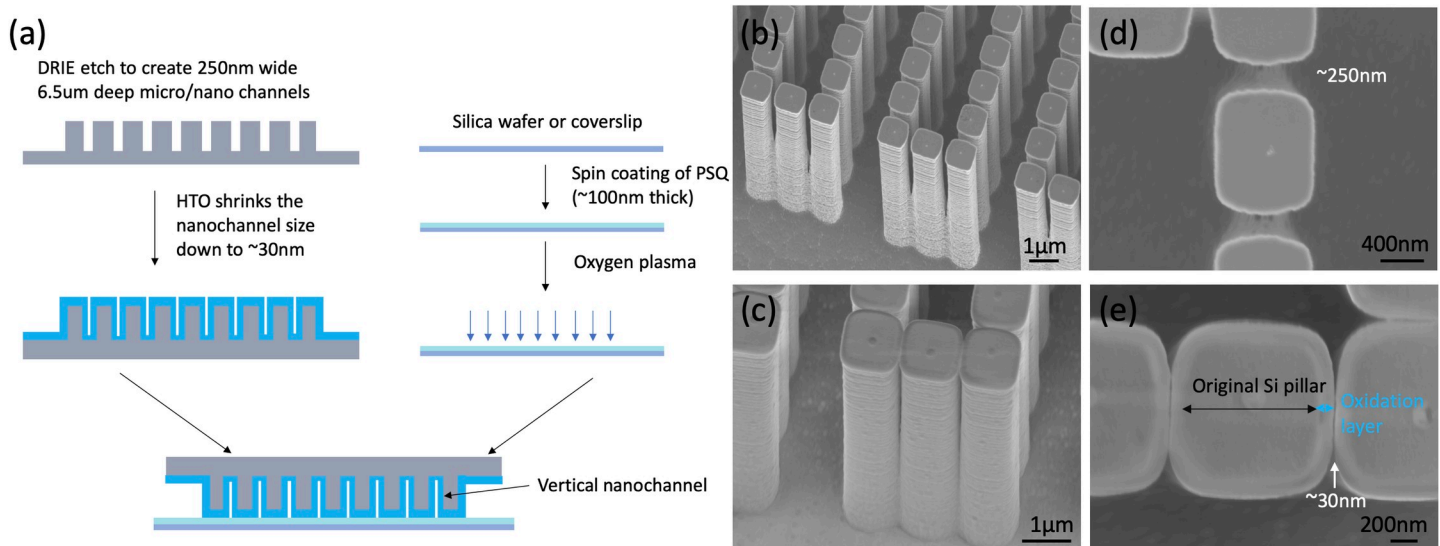 (a)
DRIE etch to create 250nm wide
6.5um deep micro/nano channels
HTO shrinks the
nanochannel size
down to ~30nm
Silica wafer or coverslip
Spin coating of PSQ
(~100nm thick)
Oxygen plasma
Vertical nanochannel
(b)
1μm
(c)
1μm
(d)
~250nm
400nm
(e)
Original Si pillar
Oxidation
layer
~30nm
200nm